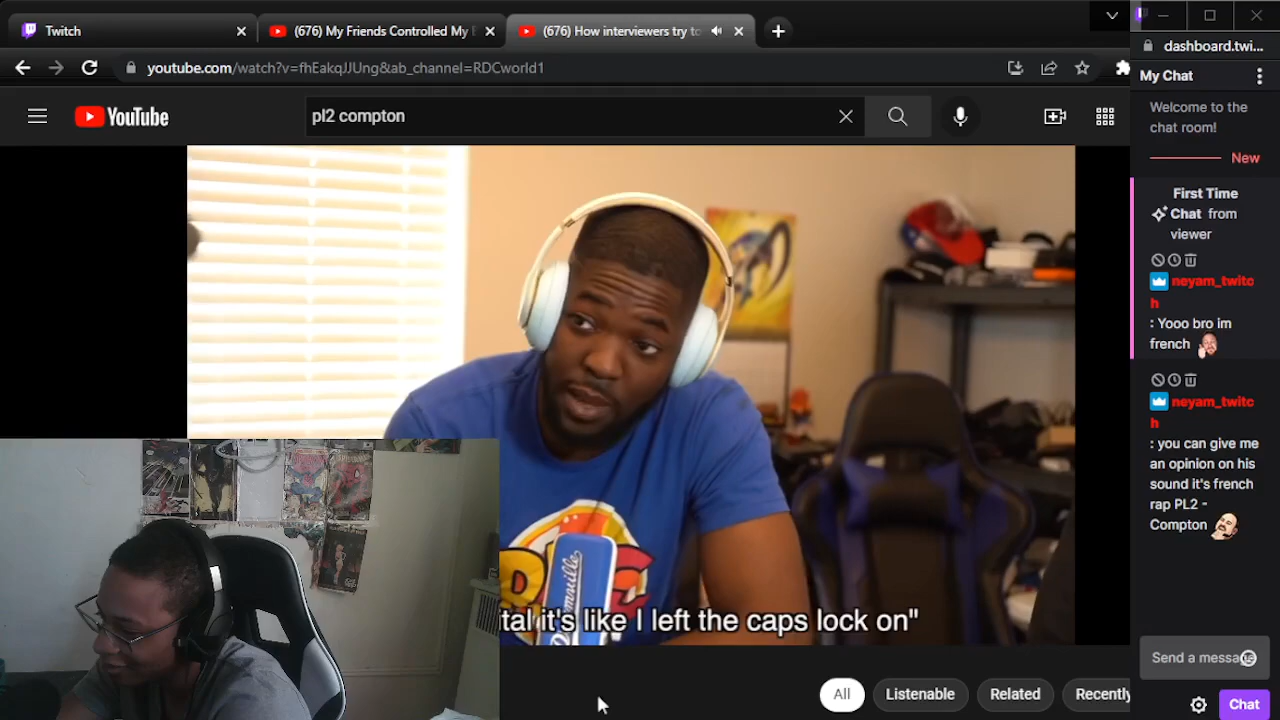 Twitch
(676) My Friends Controlled My
(676) How interviewers try to
youtube.com/watch?v=fhEakqJJUng&ab_channel=RDCworld1
dashboard.twi...
YouTube
pl2 compton
My Chat
Welcome to the
chat room!
New
First Time
Chat from
viewer
neyam_twitc
h
: Yooo bro im
french
neyam_twitc
h
: you can give me
an opinion on his
sound it's french
rap PL2 -
Compton
tal it's like I left the caps lock on"
Send a message
All
Listenable
Related
Recently
Chat